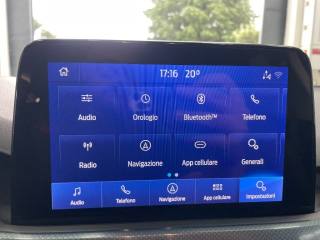 17:16 20°
Audio Orologio Bluetooth™ Telefono
Radio Navigazione App cellulare Generali
Audio Telefono Navigazione App cellulare Impostazioni